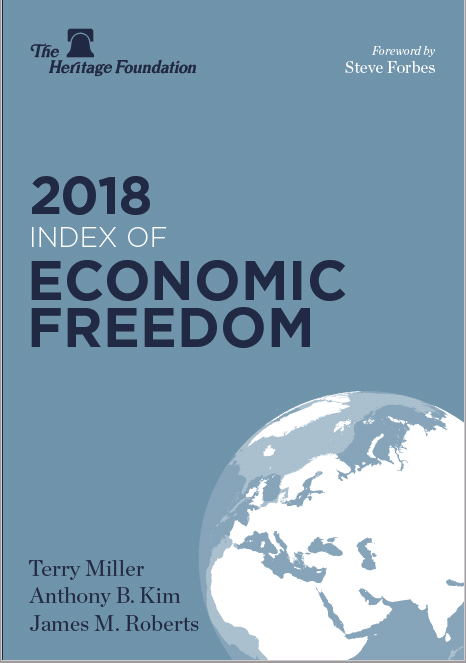 The
Heritage Foundation
Foreword by
Steve Forbes
2018
INDEX OF
ECONOMIC
FREEDOM
Terry Miller
Anthony B. Kim
James M. Roberts